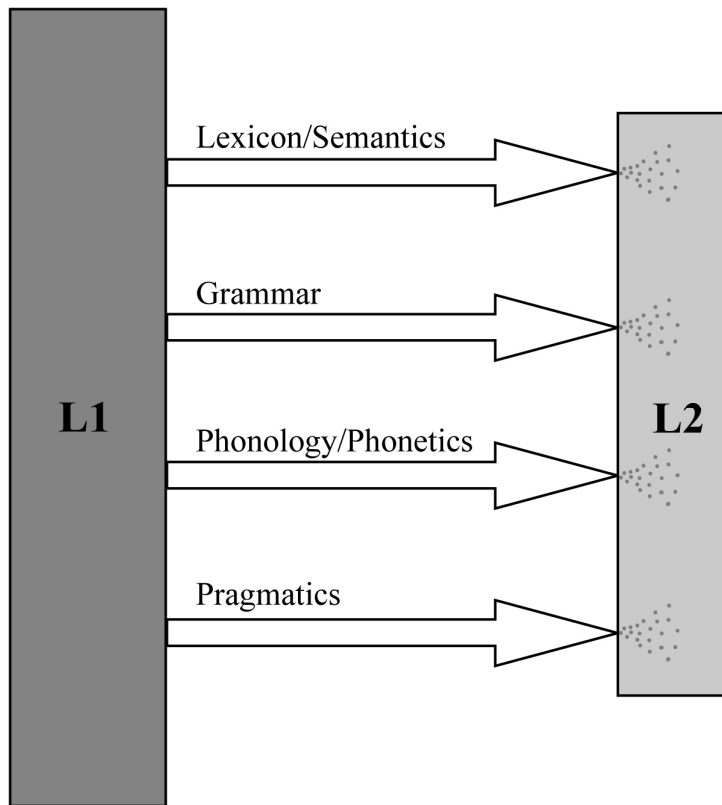 Lexicon/Semantics
Grammar
L1
L2
Phonology/Phonetics
Pragmatics